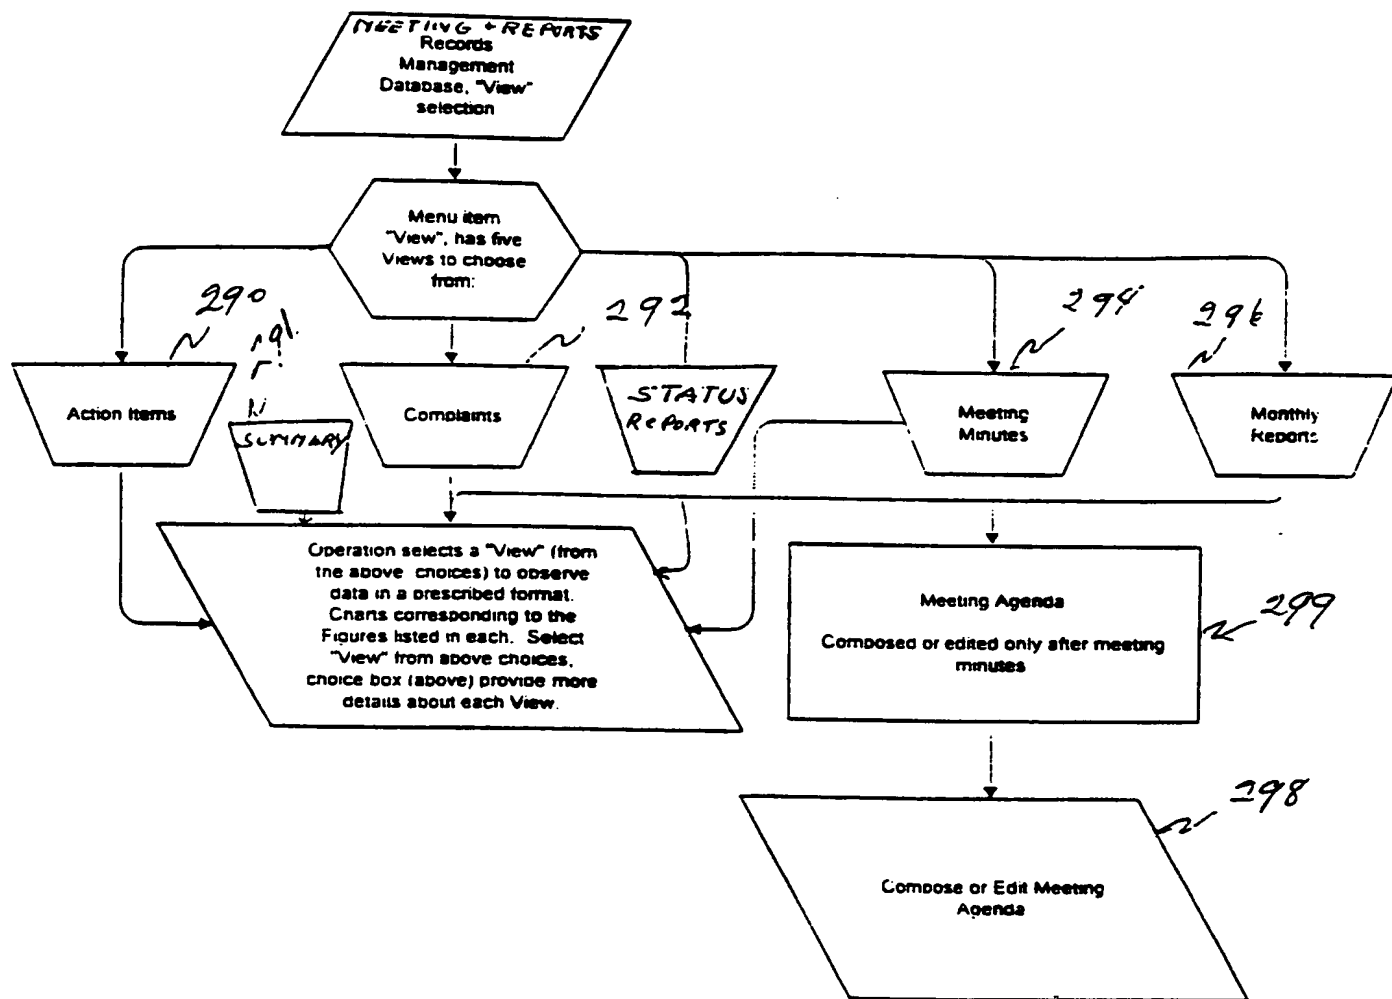 MEETING + REPORTS
Records
Management
Database, "View"
selection
Menu item
"View", has five
Views to choose
from:
290
292
294
296
Action Items
SUMMARY
Complaints
STATUS
REPORTS
Meeting
Minutes
Monthly
Reports
Operation selects a "View" (from
the above choices) to observe
data in a prescribed format.
Charts corresponding to the
Figures listed in each. Select
"View" from above choices,
choice box (above) provide more
details about each View.
Meeting Agenda
Composed or edited only after meeting
minutes
299
298
Compose or Edit Meeting
Agenda